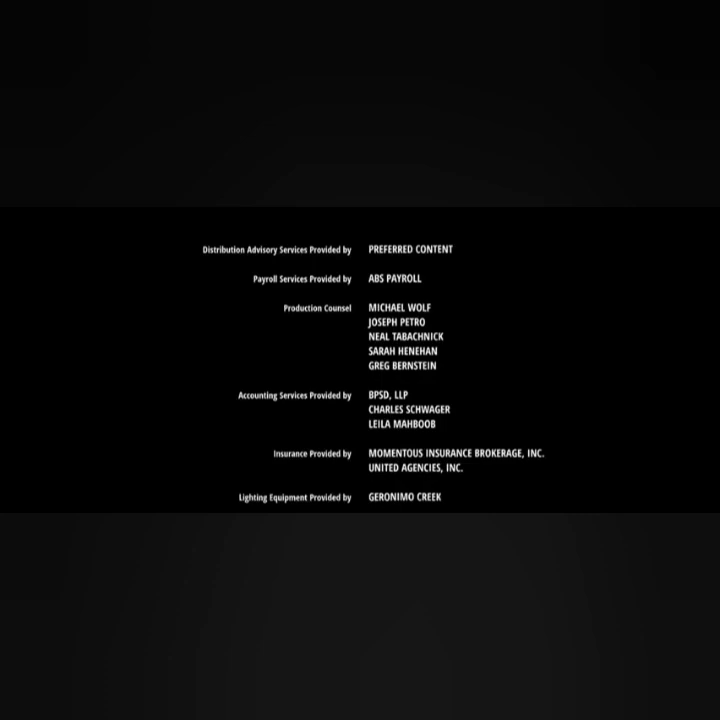 Distribution Advisory Services Provided by PREFERRED CONTENT
Payroll Services Provided by ABS PAYROLL
Production Counsel MICHAEL WOLF
JOSEPH PETRO
NEAL TABACHNICK
SARAH HENEHAN
GREG BERNSTEIN
Accounting Services Provided by BPSD, LLP
CHARLES SCHWAGER
LEILA MAHBOOB
Insurance Provided by MOMENTOUS INSURANCE BROKERAGE, INC.
UNITED AGENCIES, INC.
Lighting Equipment Provided by GERONIMO CREEK